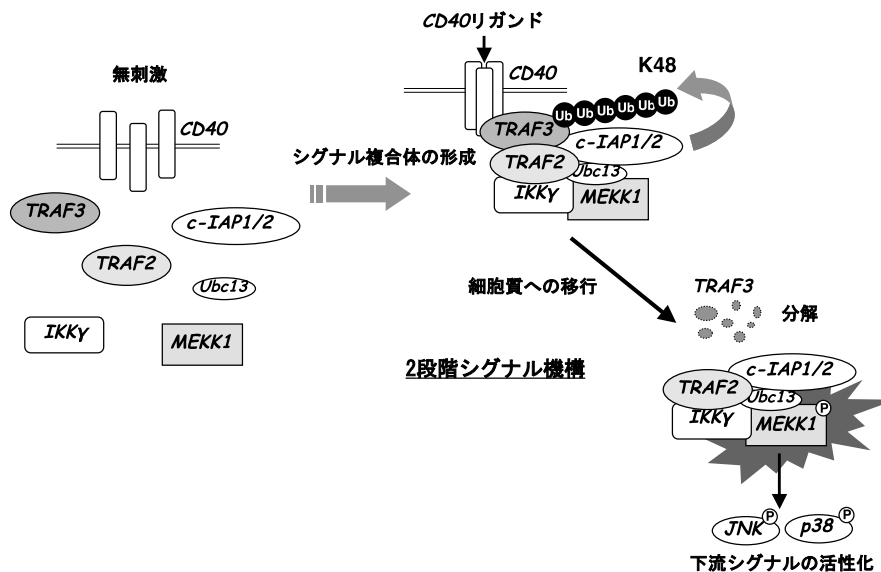 無刺激
CD40
TRAF3
c-IAP1/2
TRAF2
Ubc13
IKKγ
MEKK1
シグナル複合体の形成
CD40リガンド
CD40
K48
Ub Ub Ub Ub Ub Ub
TRAF3
c-IAP1/2
TRAF2
Ubc13
IKKγ
MEKK1
細胞質への移行
2段階シグナル機構
TRAF3
分解
c-IAP1/2
TRAF2
Ubc13
P
IKKγ
MEKK1
P
P
JNK
p38
下流シグナルの活性化